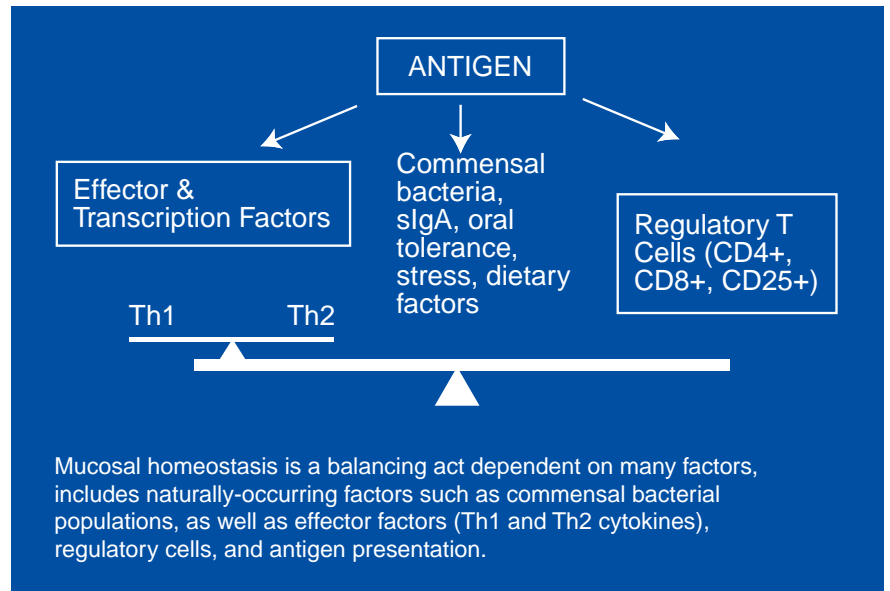 ANTIGEN
Effector &
Transcription Factors
Commensal
bacteria,
sIgA, oral
tolerance,
stress, dietary
factors
Regulatory T
Cells (CD4+,
CD8+, CD25+)
Th1 Th2
Mucosal homeostasis is a balancing act dependent on many factors,
includes naturally-occurring factors such as commensal bacterial
populations, as well as effector factors (Th1 and Th2 cytokines),
regulatory cells, and antigen presentation.